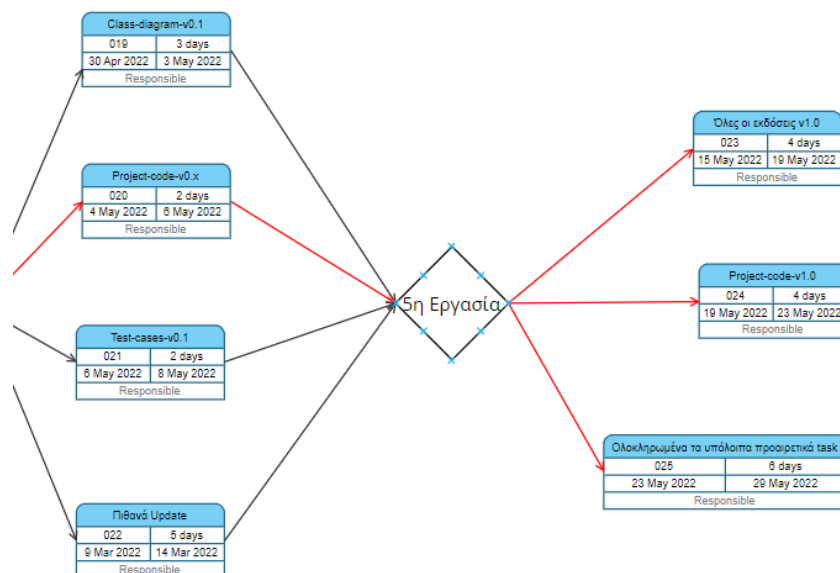 Class-diagram-v0.1
019 3 days
30 Apr 2022 3 May 2022
Responsible
Project-code-v0.x
020 2 days
4 May 2022 6 May 2022
Responsible
Test-cases-v0.1
021 2 days
6 May 2022 8 May 2022
Responsible
Πιθανά Update
022 5 days
9 Mar 2022 14 Mar 2022
Responsible
5η Εργασία
Όλες οι εκδόσεις v1.0
023 4 days
15 May 2022 19 May 2022
Responsible
Project-code-v1.0
024 4 days
19 May 2022 23 May 2022
Responsible
Ολοκληρωμένα τα υπόλοιπα προαιρετικά task
025 6 days
23 May 2022 29 May 2022
Responsible